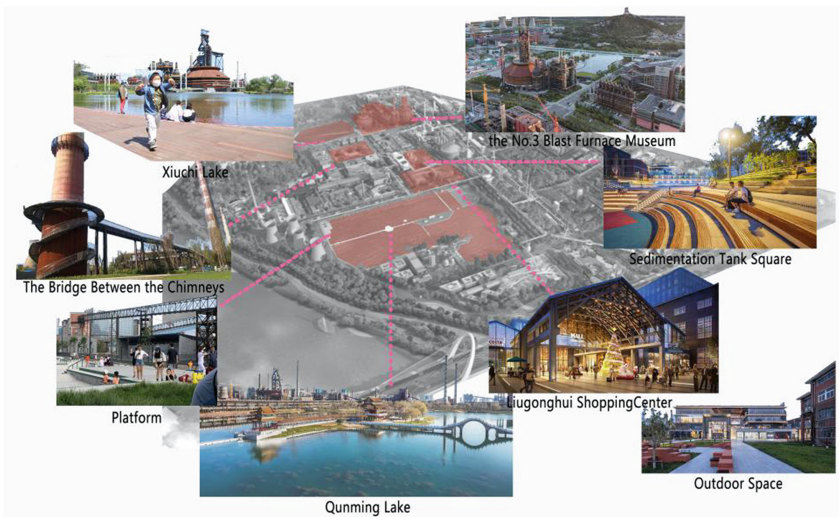 the No.3 Blast Furnace Museum
Xiuchi Lake
Sedimentation Tank Square
The Bridge Between the Chimneys
Liugonghui ShoppingCenter
Platform
Outdoor Space
Qunming Lake
MALL